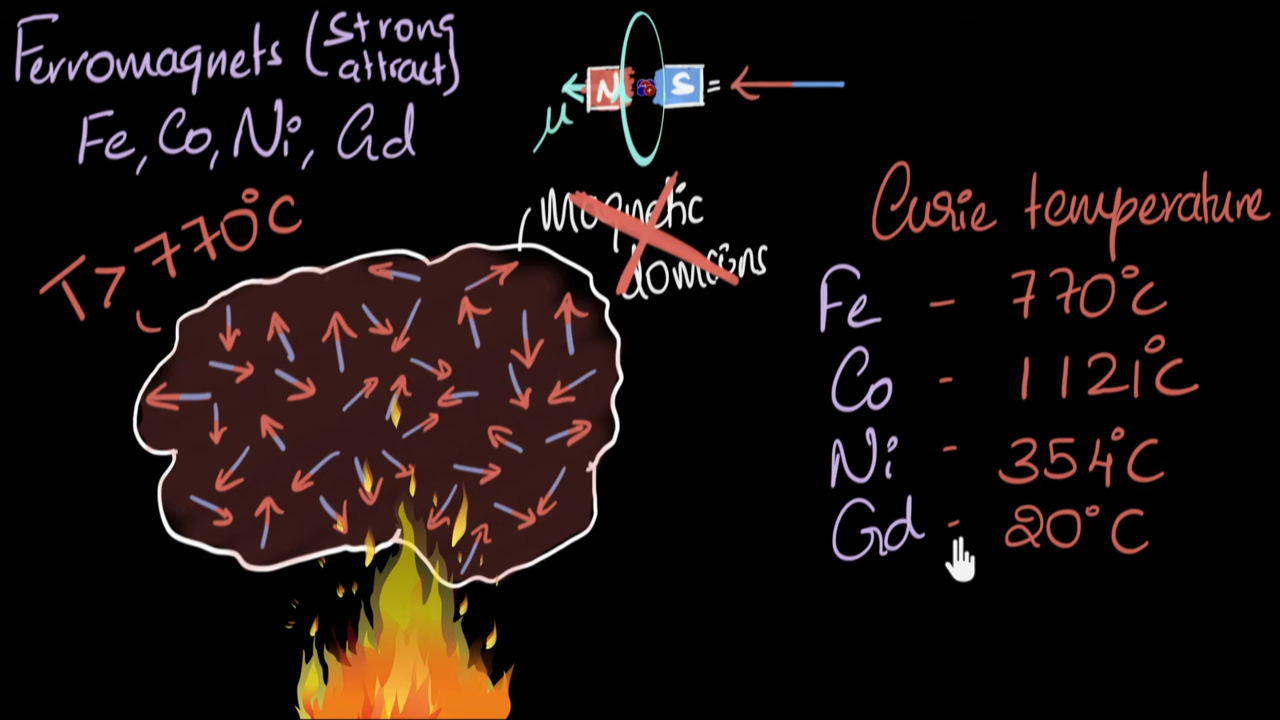 Ferromagnets (strong
attract)
Fe, Co, Ni, Gd
μ N S =
T > 770°C
Magnetic
domains
Curie temperature
Fe - 770°C
Co - 1121°C
Ni - 354°C
Gd - 20°C